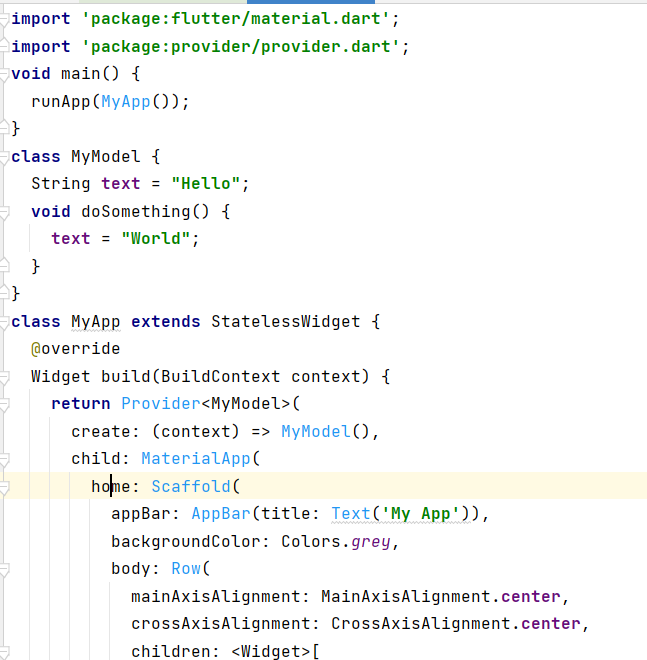 import 'package:flutter/material.dart';
import 'package:provider/provider.dart';
void main() {
  runApp(MyApp());
}
class MyModel {
  String text = "Hello";
  void doSomething() {
    text = "World";
  }
}
class MyApp extends StatelessWidget {
  @override
  Widget build(BuildContext context) {
    return Provider<MyModel>(
      create: (context) => MyModel(),
      child: MaterialApp(
        home: Scaffold(
          appBar: AppBar(title: Text('My App')),
          backgroundColor: Colors.grey,
          body: Row(
            mainAxisAlignment: MainAxisAlignment.center,
            crossAxisAlignment: CrossAxisAlignment.center,
            children: <Widget>[